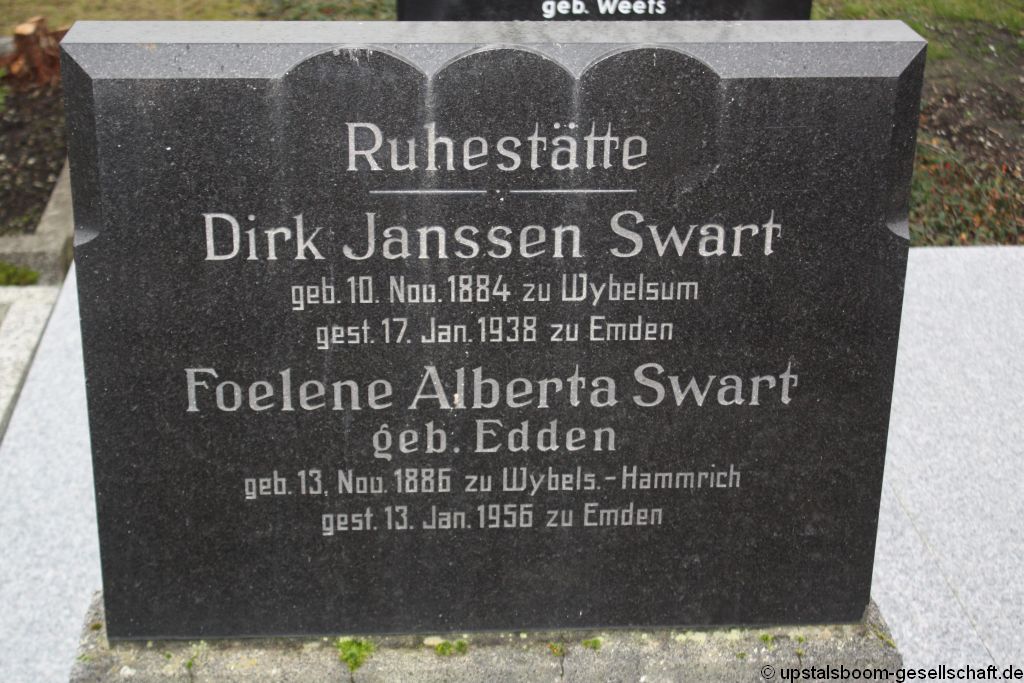 geb. Weets
Ruhestätte
Dirk Janssen Swart
geb. 10. Nov. 1884 zu Wybelsum
gest. 17. Jan. 1938 zu Emden
Foelene Alberta Swart
geb. Edden
geb. 13. Nov. 1886 zu Wybels.-Hammrich
gest. 13. Jan. 1956 zu Emden
© upstalsboom-gesellschaft.de